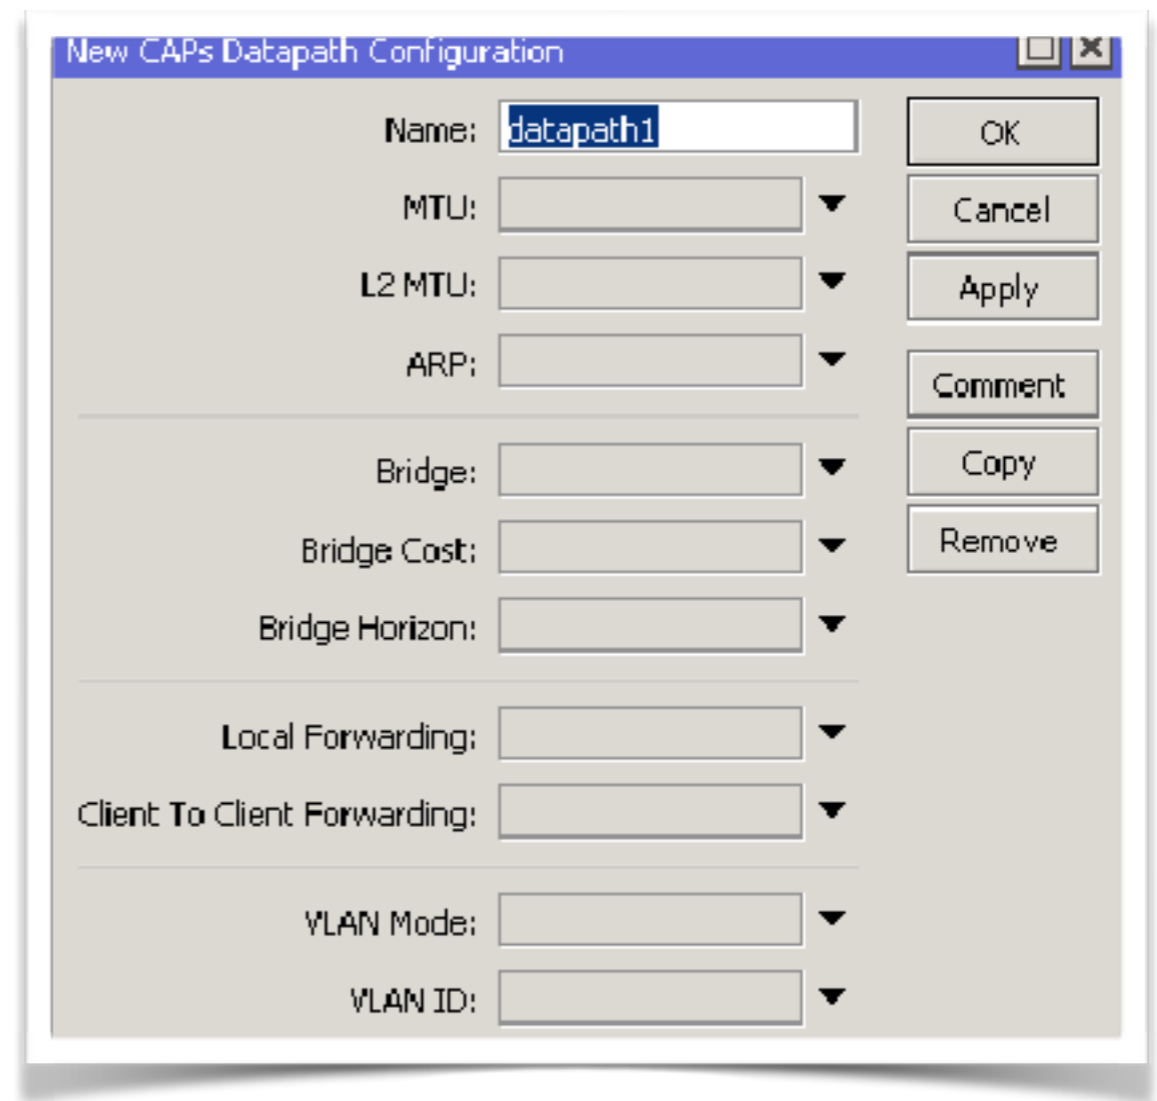 New CAPs Datapath Configuration
Name: datapath1
OK
MTU:
Cancel
L2 MTU:
Apply
ARP:
Comment
Bridge:
Copy
Bridge Cost:
Remove
Bridge Horizon:
Local Forwarding:
Client To Client Forwarding:
VLAN Mode:
VLAN ID: